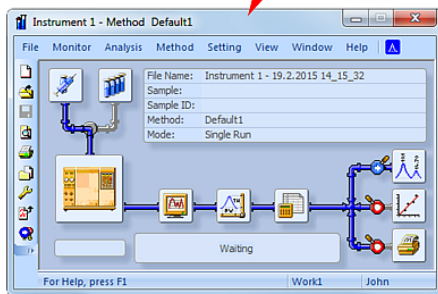 Instrument 1 - Method Default1
File Monitor Analysis Method Setting View Window Help
File Name: Instrument 1 - 19.2.2015 14_15_32
Sample:
Sample ID:
Method: Default1
Mode: Single Run
Waiting
For Help, press F1 Work1 John